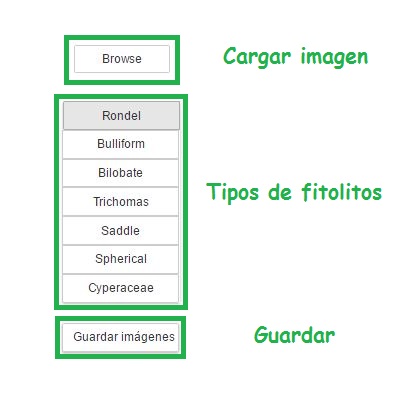 Browse
Cargar imagen
Rondel
Bulliform
Bilobate
Trichomas
Saddle
Spherical
Cyperaceae
Tipos de fitolitos
Guardar imágenes
Guardar